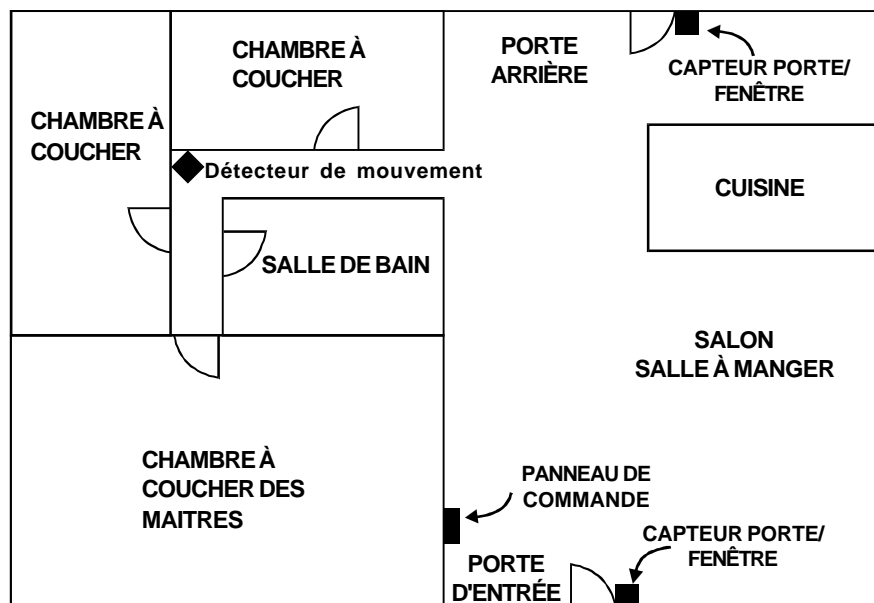 CHAMBRE À
COUCHER
PORTE
ARRIÈRE
CAPTEUR PORTE/
FENÊTRE
CHAMBRE À
COUCHER
Détecteur de mouvement
CUISINE
SALLE DE BAIN
SALON
SALLE À MANGER
CHAMBRE À
COUCHER DES
MAITRES
PANNEAU DE
COMMANDE
CAPTEUR PORTE/
FENÊTRE
PORTE
D'ENTRÉE